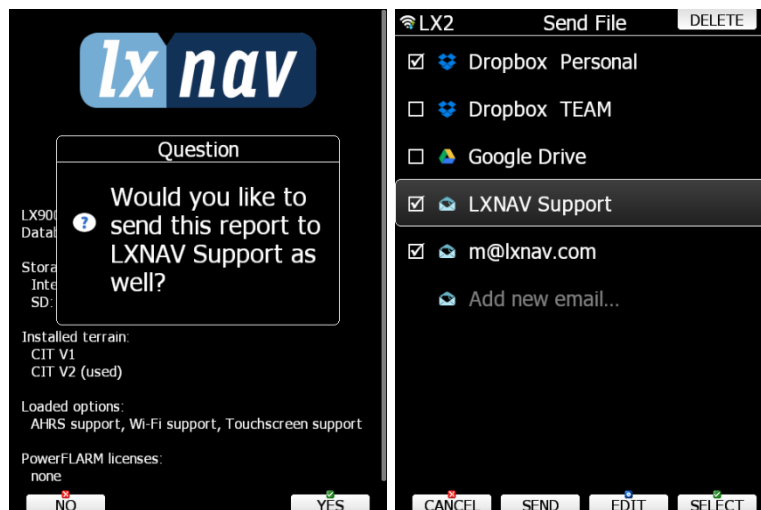 lx nav
Question
Would you like to
send this report to
LXNAV Support as
well?
LX900
Datab
Stora
Inte
SD:
Installed terrain:
CIT V1
CIT V2 (used)
Loaded options:
AHRS support, Wi-Fi support, Touchscreen support
PowerFLARM licenses:
none
NO
YES
LX2
Send File
DELETE
Dropbox Personal
Dropbox TEAM
Google Drive
LXNAV Support
m@lxnav.com
Add new email...
CANCEL
SEND
EDIT
SELECT